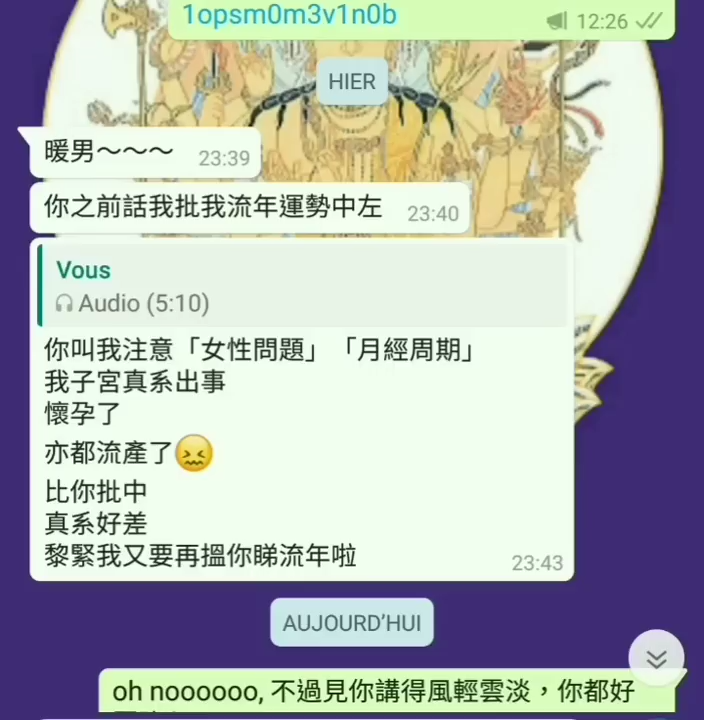 1opsm0m3v1n0b
12:26
HIER
暖男～～～ 23:39
你之前話我批我流年運勢中左 23:40
Vous
Audio (5:10)
你叫我注意「女性問題」「月經周期」
我子宮真系出事
懷孕了
亦都流產了😖
比你批中
真系好差
黎緊我又要再搵你睇流年啦 23:43
AUJOURD'HUI
oh noooooo, 不過見你講得風輕雲淡，你都好